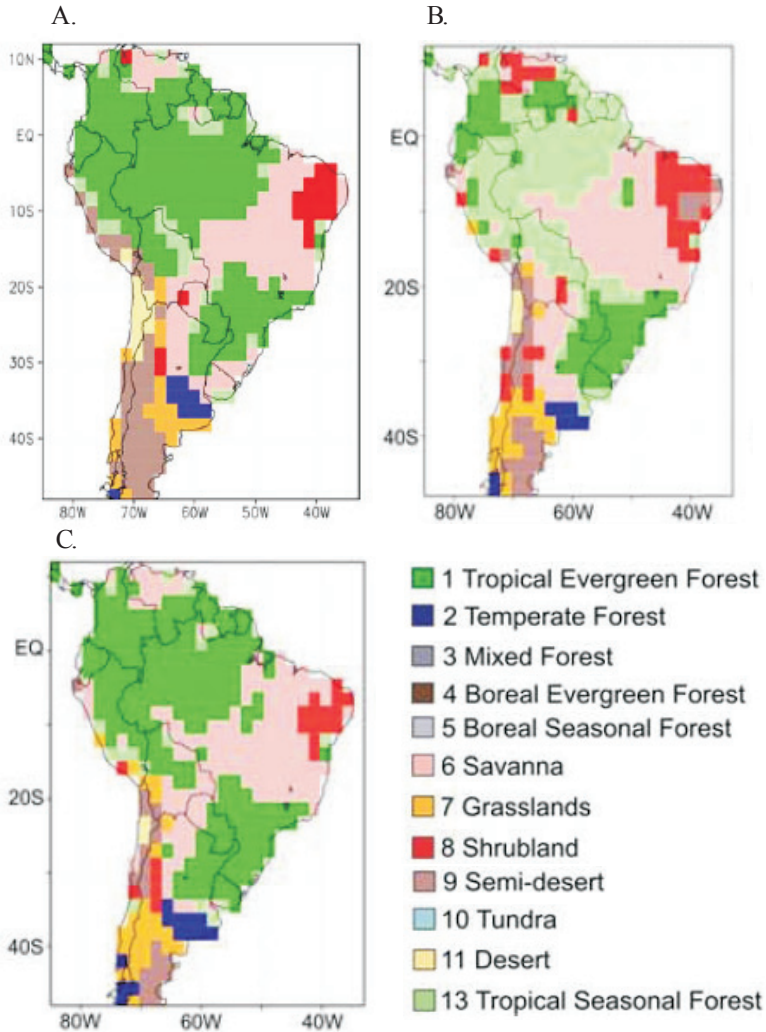 A.
B.
10N
EQ
10S
20S
30S
40S
80W 70W 60W 50W 40W
EQ
20S
40S
80W 60W 40W
C.
EQ
20S
40S
80W 60W 40W
1 Tropical Evergreen Forest
2 Temperate Forest
3 Mixed Forest
4 Boreal Evergreen Forest
5 Boreal Seasonal Forest
6 Savanna
7 Grasslands
8 Shrubland
9 Semi-desert
10 Tundra
11 Desert
13 Tropical Seasonal Forest